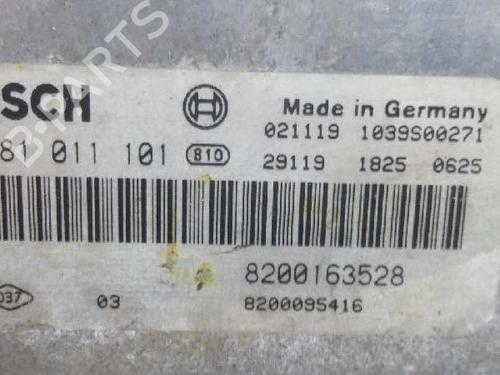 SCH
Made in Germany
021119 1039S00271
81 011 101 810
29119 1825 0625
8200163528
037 03 8200095416
B-PARTS